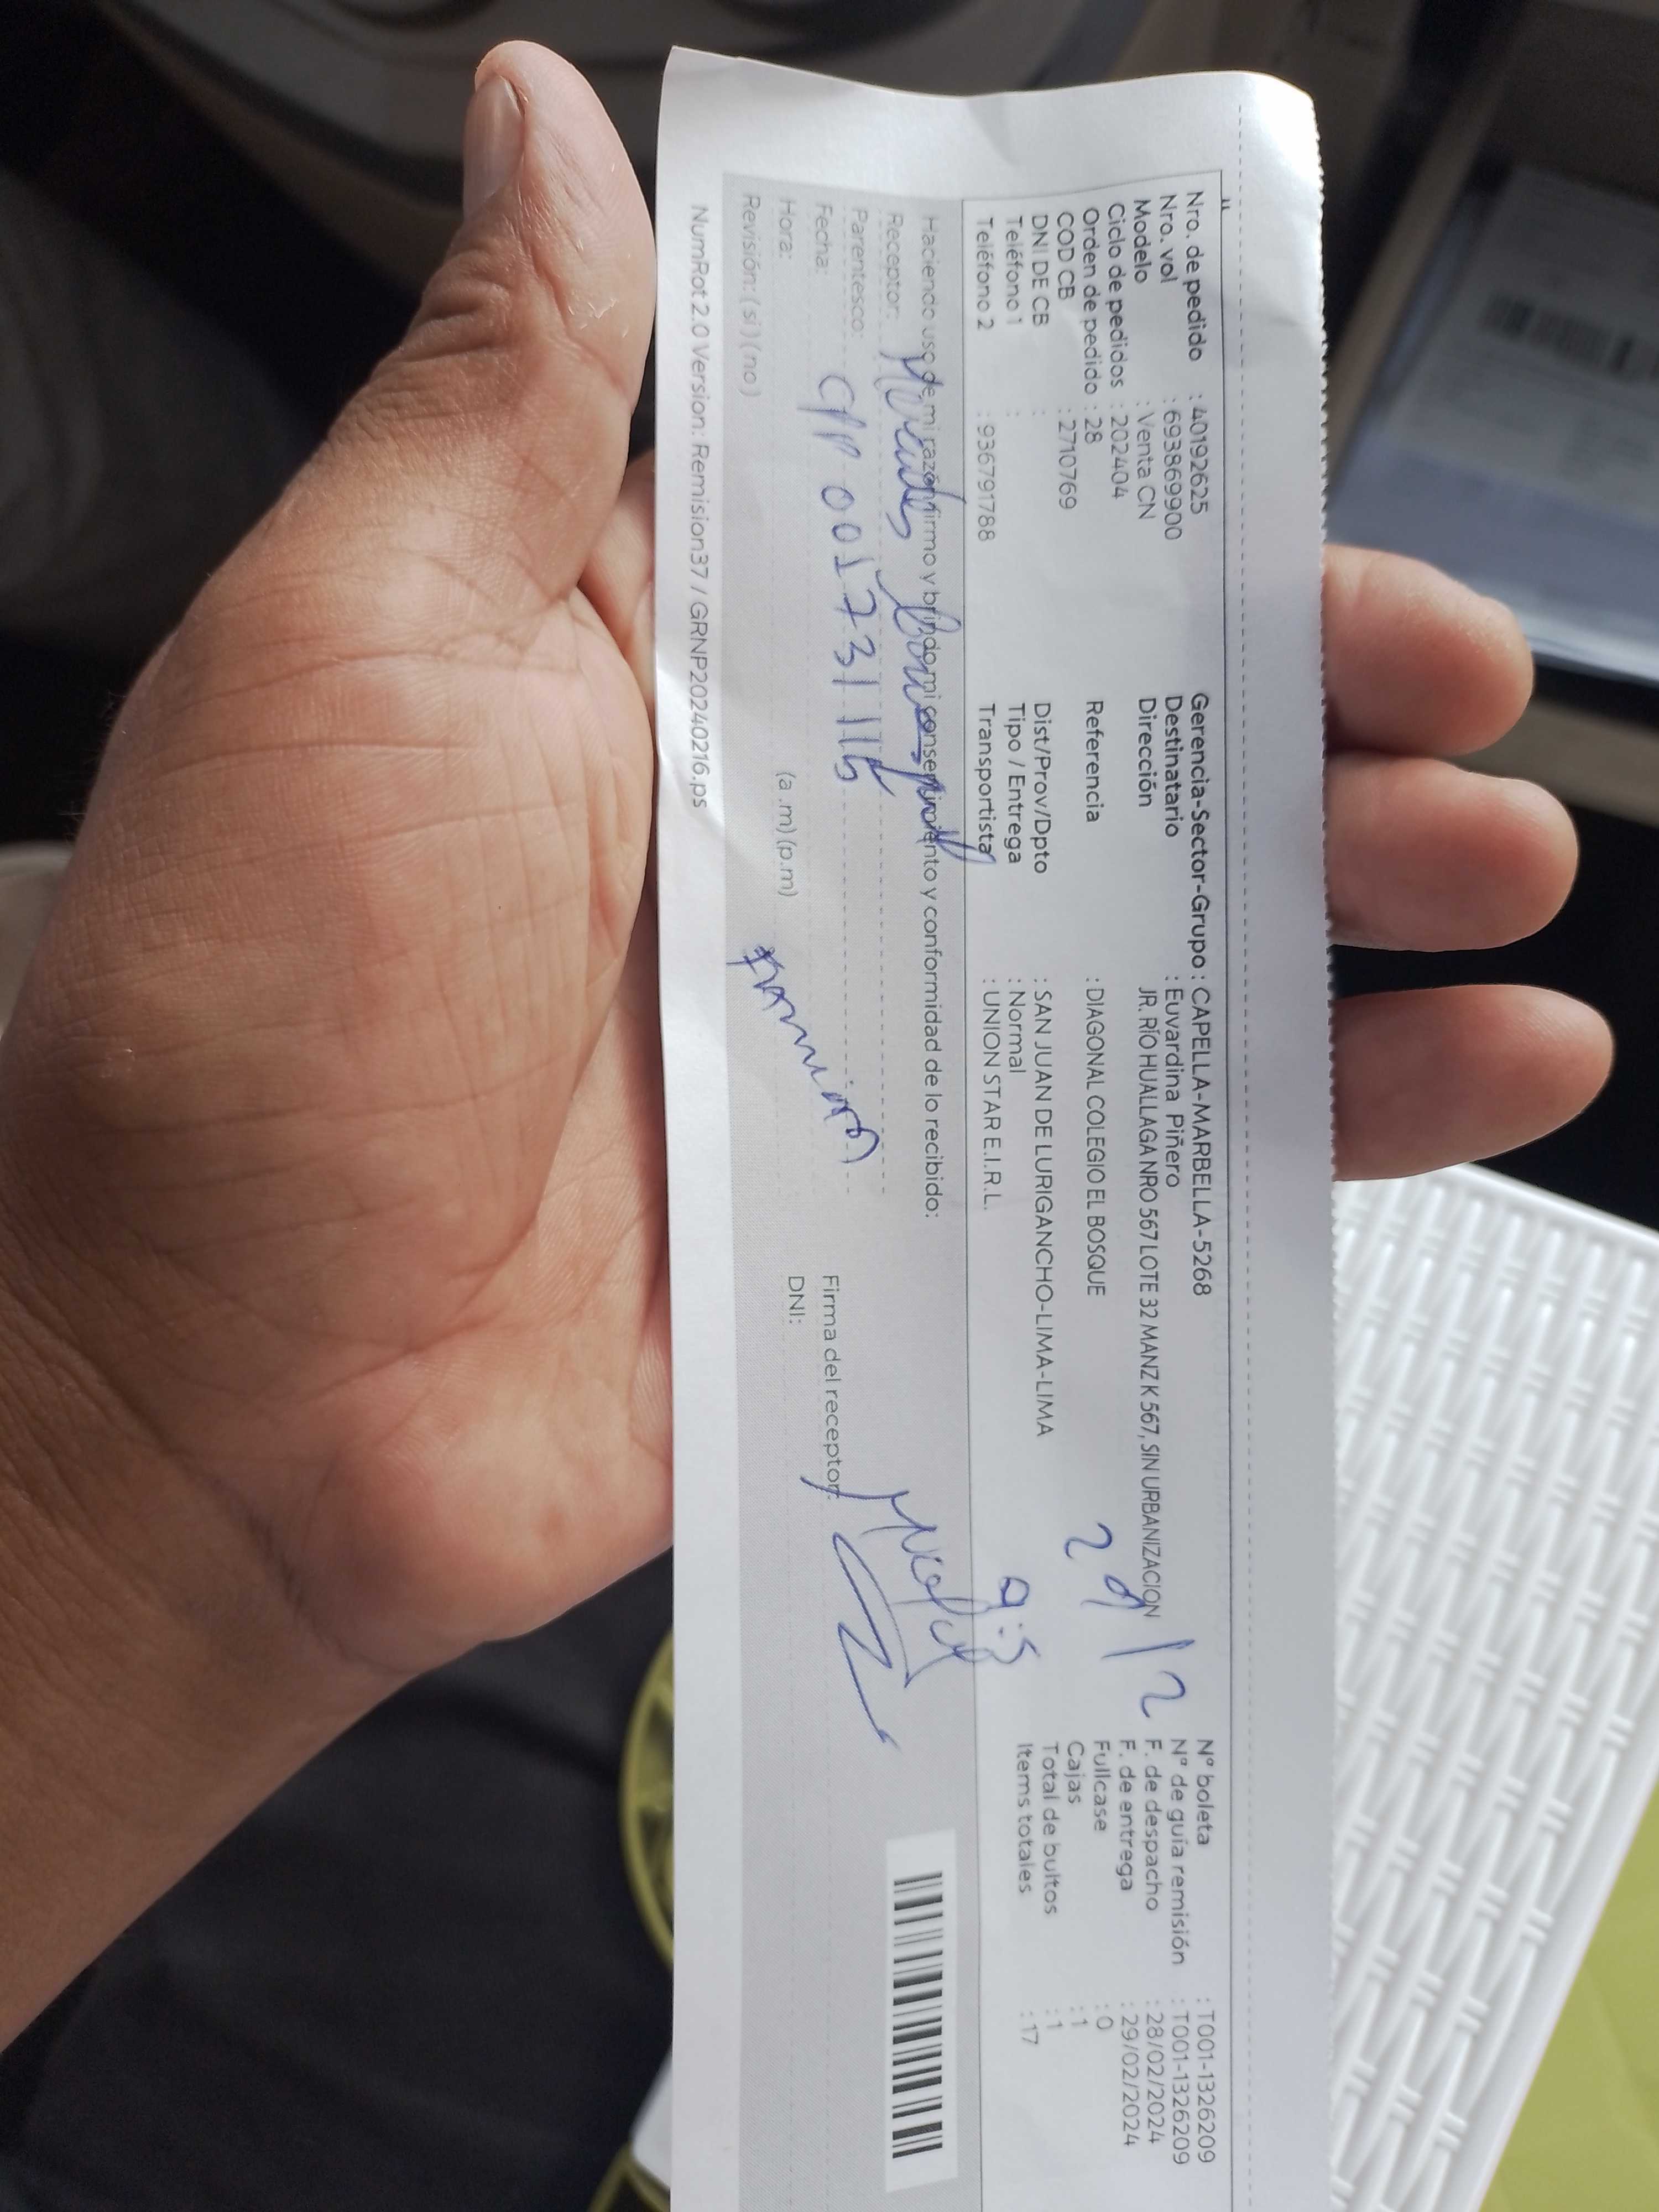 Nro. de pedido : 40192625
Nro. vol : 693869900
Modelo : Venta CN
Ciclo de pedidos : 202404
Orden de pedido : 28
COD CB : 2710769
DNI DE CB :
Teléfono 1 :
Teléfono 2 : 936791788
Gerencia-Sector-Grupo : CAPELLA-MARBELLA-5268
Destinatario : Euvardina Piñero
Dirección JR. RÍO HUALLAGA NRO 567 LOTE 32 MANZ K 567, SIN URBANIZACION
Referencia : DIAGONAL COLEGIO EL BOSQUE
Dist/Prov/Dpto : SAN JUAN DE LURIGANCHO-LIMA-LIMA
Tipo / Entrega : Normal
Transportista : UNION STAR E.I.R.L.
29/2
9:5
N° boleta : T001-1326209
N° de guía remisión : T001-1326209
F. de despacho : 28/02/2024
F. de entrega : 29/02/2024
Fullcase : 0
Cajas : 1
Total de bultos : 1
Items totales : 17
Haciendo uso de mi razón firmo y brindo mi consentimiento y conformidad de lo recibido:
Receptor:
Parentesco:
Fecha:
Hora: (a.m) (p.m)
Revisión: (si) (no)
Firma del receptor:
DNI:
NumRot 2.0 Version: Remision37 / GRNP20240216.ps